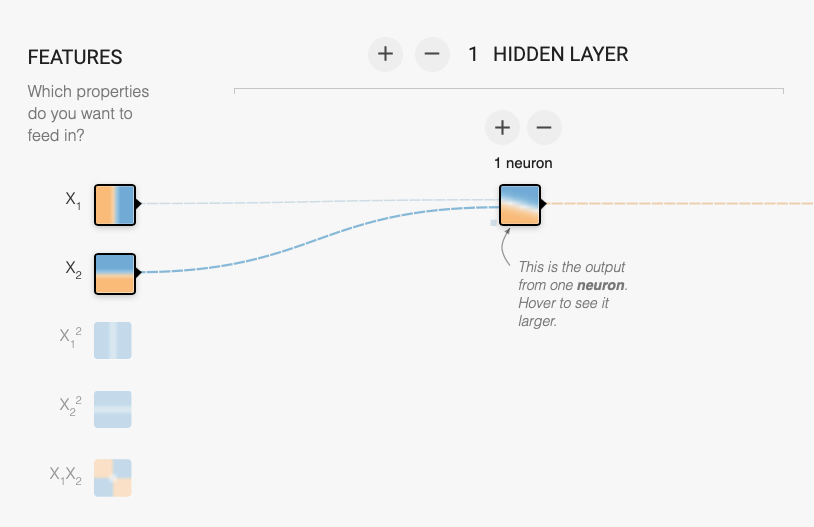 FEATURES
Which properties
do you want to
feed in?
+ − 1 HIDDEN LAYER
+ −
1 neuron
X₁
X₂
X₁²
X₂²
X₁X₂
This is the output
from one neuron.
Hover to see it
larger.